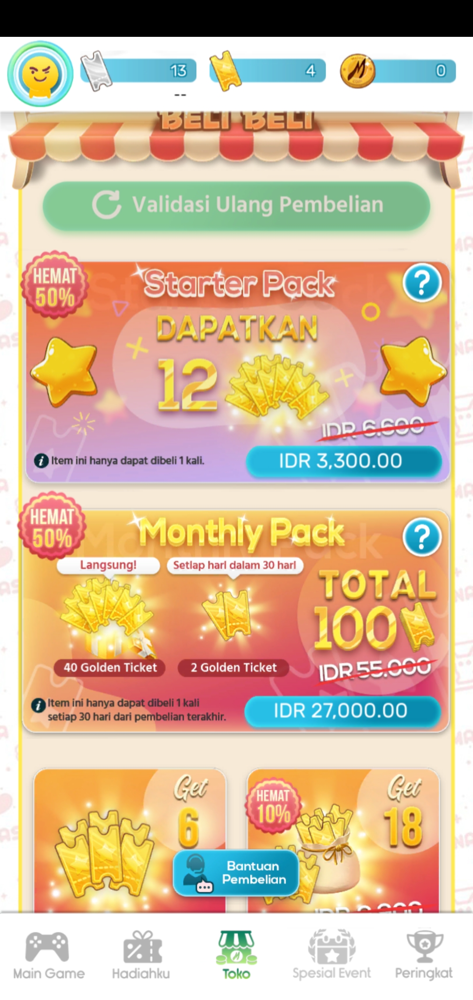 13
4
0
--
BELI BELI
Validasi Ulang Pembelian
HEMAT
50%
Starter Pack
?
DAPATKAN
12
IDR 6.600
Item ini hanya dapat dibeli 1 kali.
IDR 3,300.00
HEMAT
50%
Monthly Pack
?
Langsung!
Setiap hari dalam 30 hari
TOTAL
100
40 Golden Ticket
2 Golden Ticket
IDR 55.000
Item ini hanya dapat dibeli 1 kali
setiap 30 hari dari pembelian terakhir.
IDR 27,000.00
Get
6
HEMAT
10%
Get
18
Bantuan
Pembelian
IDR
Main Game
Hadiahku
Toko
Spesial Event
Peringkat